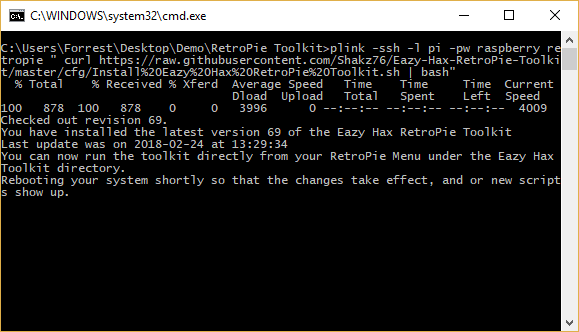 C:\WINDOWS\system32\cmd.exe
C:\Users\Forrest\Desktop\Demo\RetroPie Toolkit>plink -ssh -l pi -pw raspberry re
tropie " curl https://raw.githubusercontent.com/Shakz76/Eazy-Hax-RetroPie-Toolki
t/master/cfg/Install%20Eazy%20Hax%20RetroPie%20Toolkit.sh | bash"
% Total % Received % Xferd Average Speed Time Time Time Current
Dload Upload Total Spent Left Speed
100 878 100 878 0 0 3996 0 --:--:-- --:--:-- --:--:-- 4009
Checked out revision 69.
You have installed the latest version 69 of the Eazy Hax RetroPie Toolkit
Last update was on 2018-02-24 at 13:29:34
You can now run the toolkit directly from your RetroPie Menu under the Eazy Hax
Toolkit directory.
Rebooting your system shortly so that the changes take effect, and or new script
s show up.